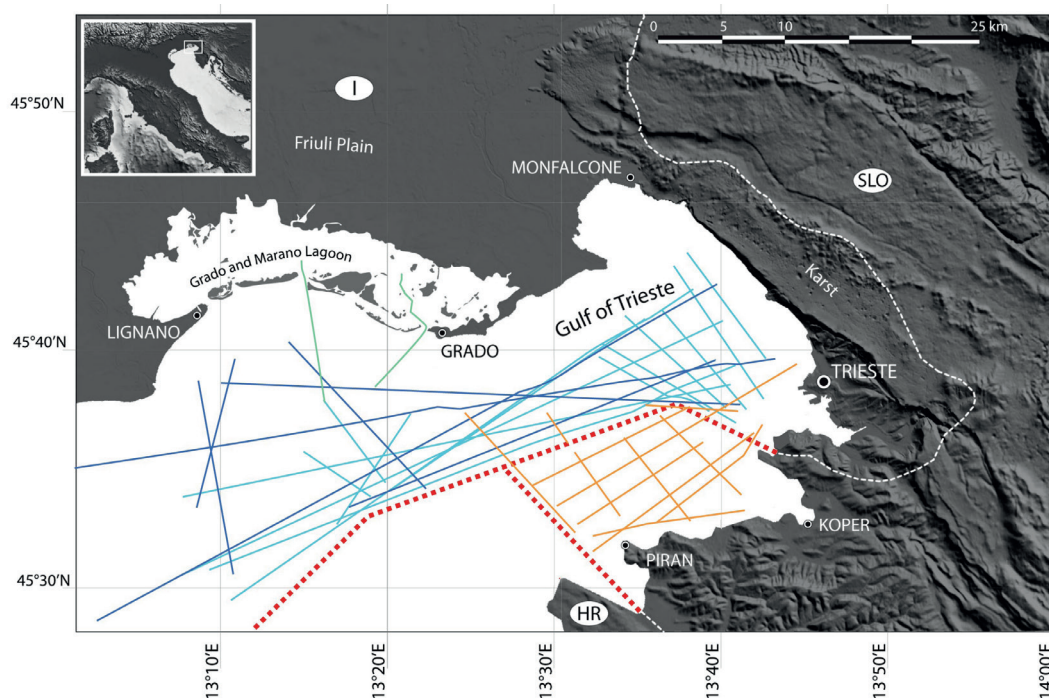 0 5 10 15 25 km
I
45°50′N
Friuli Plain
MONFALCONE
SLO
Grado and Marano Lagoon
Karst
Gulf of Trieste
LIGNANO
GRADO
45°40′N
TRIESTE
KOPER
PIRAN
45°30′N
HR
13°10′E
13°20′E
13°30′E
13°40′E
13°50′E
14°00′E